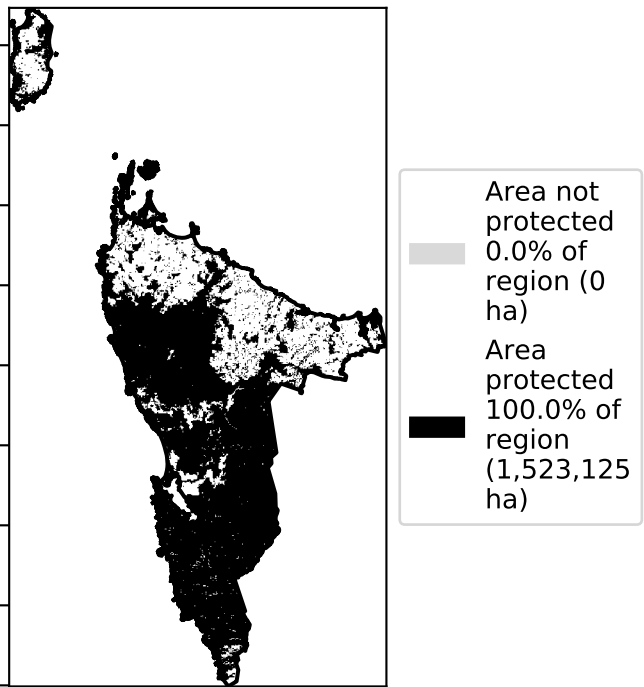 Area not
protected
0.0% of
region (0
ha)
Area
protected
100.0% of
region
(1,523,125
ha)